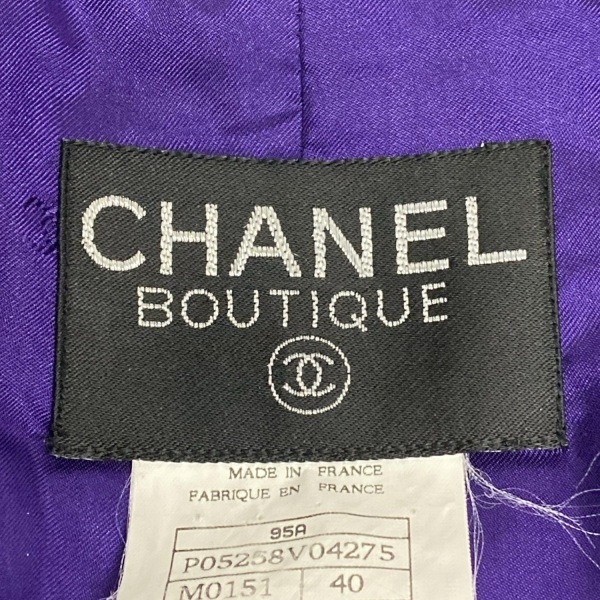 CHANEL
BOUTIQUE
MADE IN FRANCE
FABRIQUE EN FRANCE
95A
P05258V04275
M0151 40